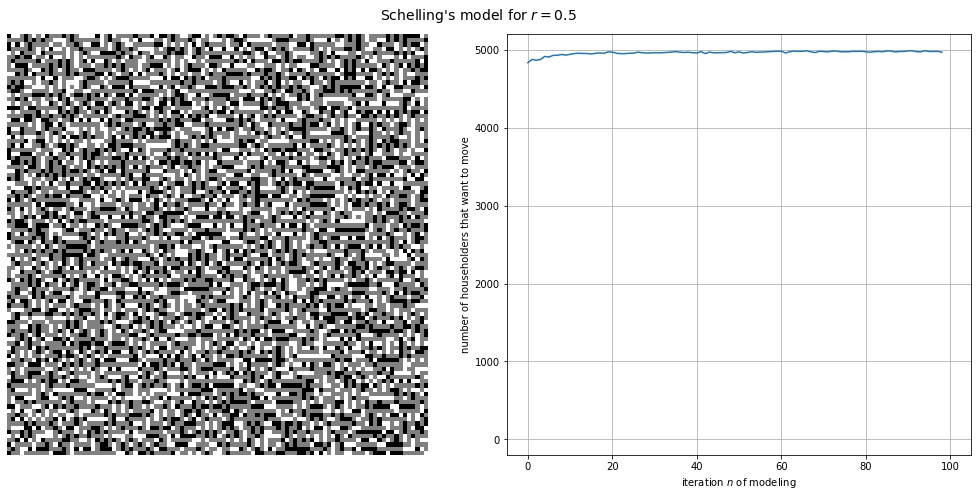 Schelling's model for r = 0.5
number of householders that want to move
5000
4000
3000
2000
1000
0
0 20 40 60 80 100
iteration n of modeling